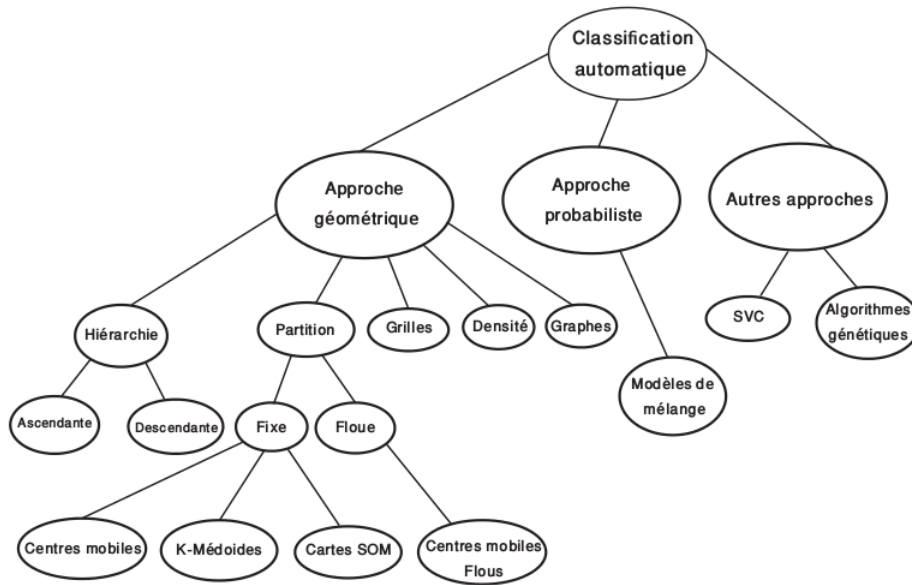 Classification
automatique
Approche
géométrique
Approche
probabiliste
Autres approches
Hiérarchie
Partition
Grilles
Densité
Graphes
SVC
Algorithmes
génétiques
Modèles de
mélange
Ascendante
Descendante
Fixe
Floue
Centres mobiles
K-Médoides
Cartes SOM
Centres mobiles
Flous